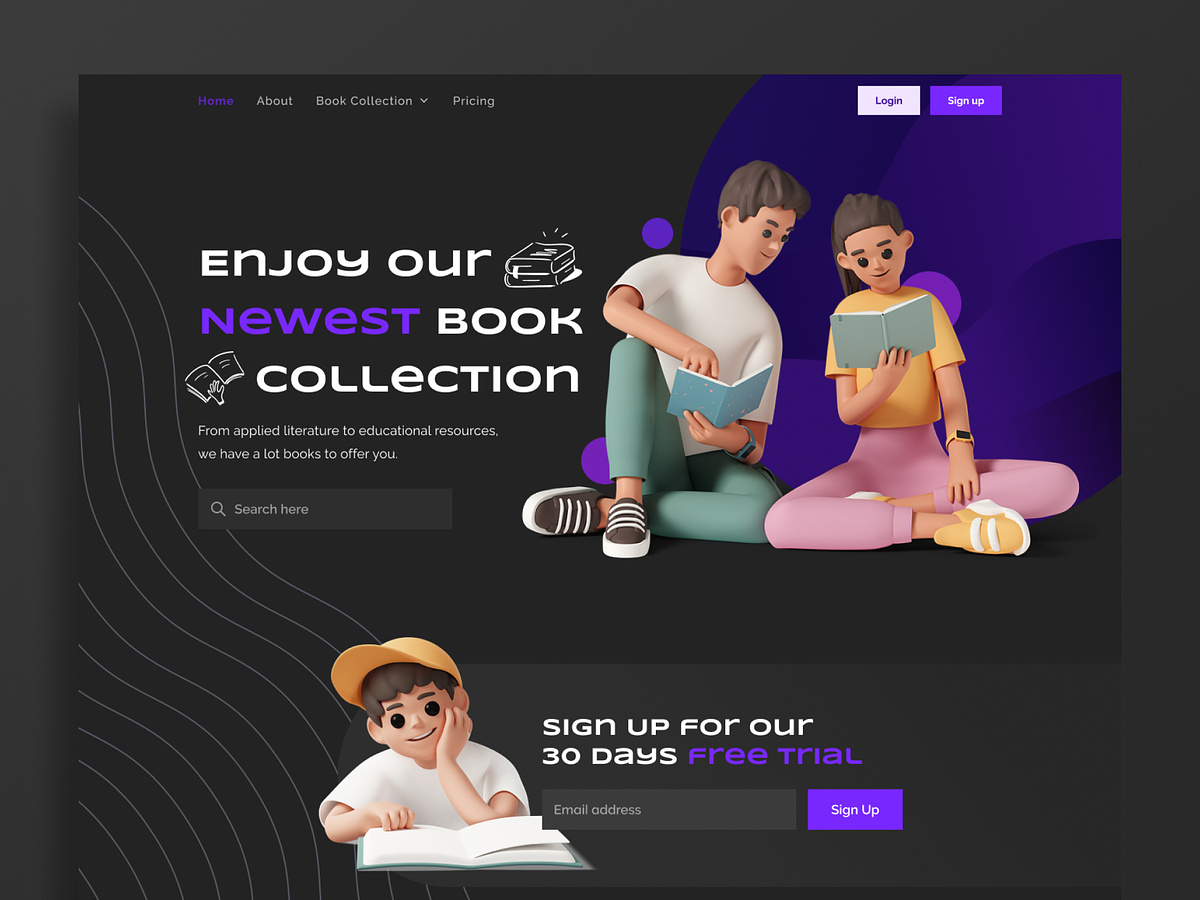 Home About Book Collection Pricing Login Sign up
Enjoy our
newest book
collection
From applied literature to educational resources,
we have a lot books to offer you.
Search here
Sign up for our
30 days free trial
Email address Sign Up